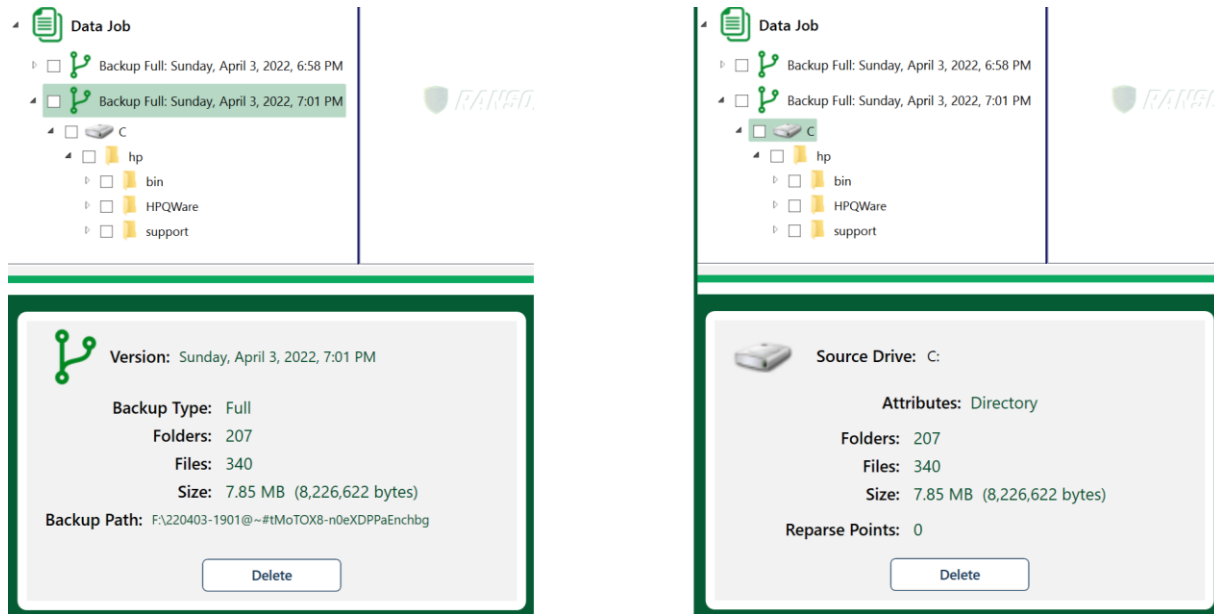 Data Job
Backup Full: Sunday, April 3, 2022, 6:58 PM
Backup Full: Sunday, April 3, 2022, 7:01 PM
C
hp
bin
HPQWare
support
Version: Sunday, April 3, 2022, 7:01 PM
Backup Type: Full
Folders: 207
Files: 340
Size: 7.85 MB (8,226,622 bytes)
Backup Path: F:\220403-1901@~#tMoTOX8-n0eXDPPaEnchbg
Delete
Data Job
Backup Full: Sunday, April 3, 2022, 6:58 PM
Backup Full: Sunday, April 3, 2022, 7:01 PM
C
hp
bin
HPQWare
support
Source Drive: C:
Attributes: Directory
Folders: 207
Files: 340
Size: 7.85 MB (8,226,622 bytes)
Reparse Points: 0
Delete